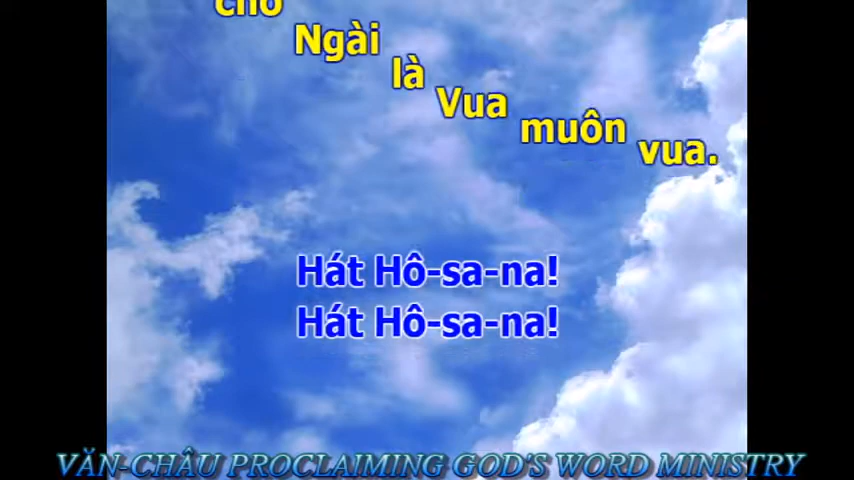 cho
Ngài
là
Vua
muôn
vua.
Hát Hô-sa-na!
Hát Hô-sa-na!
VĂN-CHÂU PROCLAIMING GOD'S WORD MINISTRY